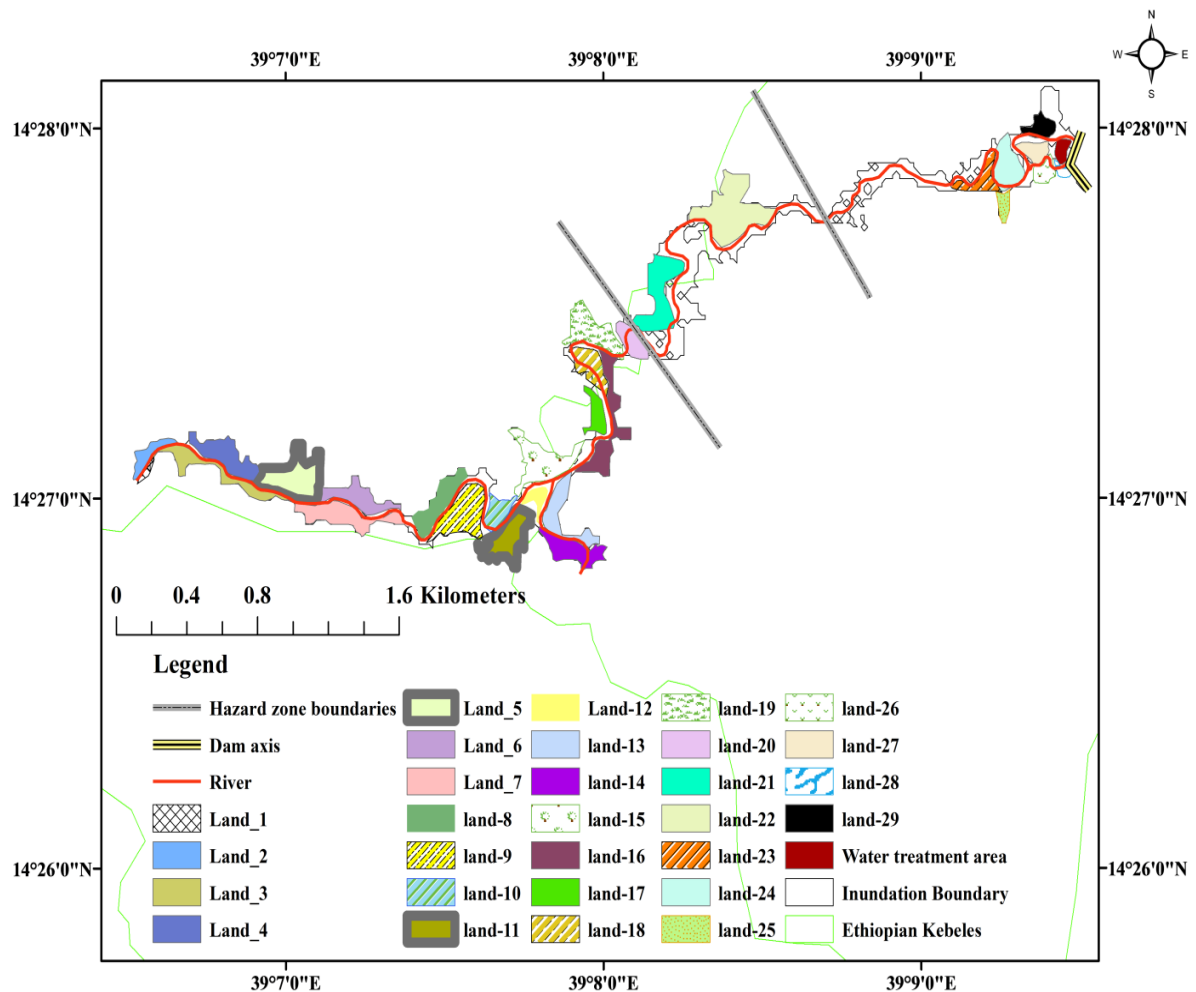 N
W E
S
39°7'0"E 39°8'0"E 39°9'0"E
14°28'0"N 14°28'0"N
14°27'0"N 14°27'0"N
0 0.4 0.8 1.6 Kilometers
Legend
Hazard zone boundaries Land_5 Land-12 land-19 land-26
Dam axis Land_6 land-13 land-20 land-27
River Land_7 land-14 land-21 land-28
Land_1 land-8 land-15 land-22 land-29
Land_2 land-9 land-16 land-23 Water treatment area
14°26'0"N 14°26'0"N
Land_3 land-10 land-17 land-24 Inundation Boundary
Land_4 land-11 land-18 land-25 Ethiopian Kebeles
39°7'0"E 39°8'0"E 39°9'0"E